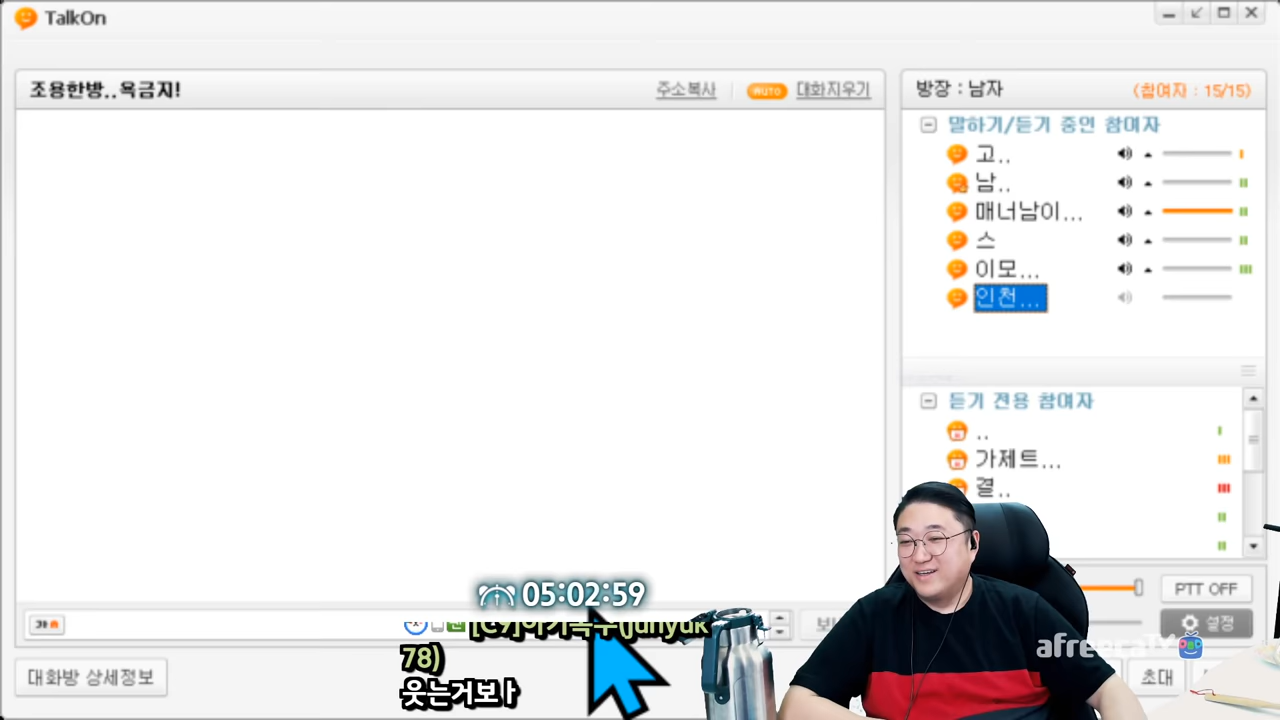 TalkOn
조용한방..욕금지!
주소복사
AUTO
대화지우기
방장 : 남자
(참여자 : 15/15)
말하기/듣기 중인 참여자
고..
남..
매너남이...
스
이모...
인천...
듣기 전용 참여자
..
가제트...
결..
05:02:59
78)
웃는거보ㅏ
PTT OFF
설정
afreecaTV
대화방 상세정보
초대